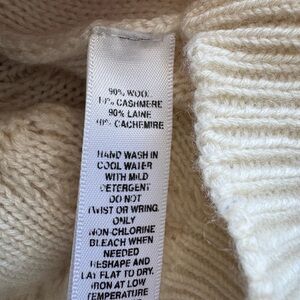 90% WOOL
10% CASHMERE
90% LAINE
10% CACHEMIRE
HAND WASH IN
COOL WATER
WITH MILD
DETERGENT
DO NOT
TWIST OR WRING.
ONLY
NON-CHLORINE
BLEACH WHEN
NEEDED
RESHAPE AND
LAY FLAT TO DRY.
IRON AT LOW
TEMPERATURE